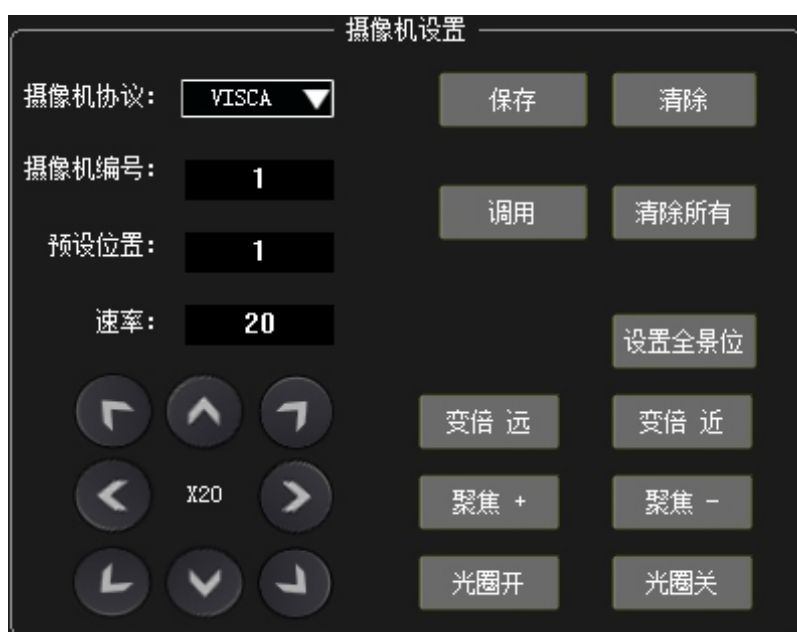 摄像机设置
摄像机协议： VISCA 保存 清除
摄像机编号： 1
调用 清除所有
预设位置： 1
速率： 20
设置全景位
变倍 远 变倍 近
X20
聚焦 + 聚焦 -
光圈开 光圈关